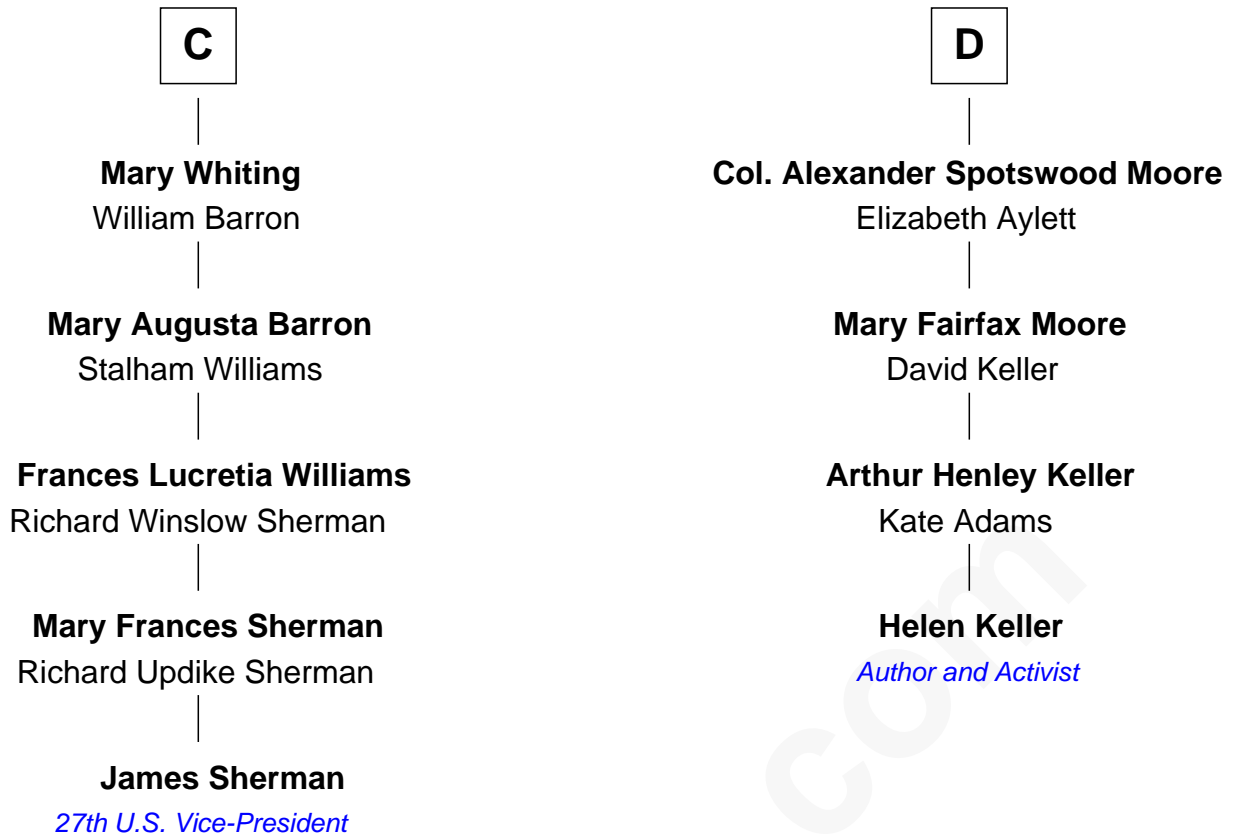 C
Mary Whiting
William Barron
Mary Augusta Barron
Stalham Williams
Frances Lucretia Williams
Richard Winslow Sherman
Mary Frances Sherman
Richard Updike Sherman
James Sherman
27th U.S. Vice-President
D
Col. Alexander Spotswood Moore
Elizabeth Aylett
Mary Fairfax Moore
David Keller
Arthur Henley Keller
Kate Adams
Helen Keller
Author and Activist
com